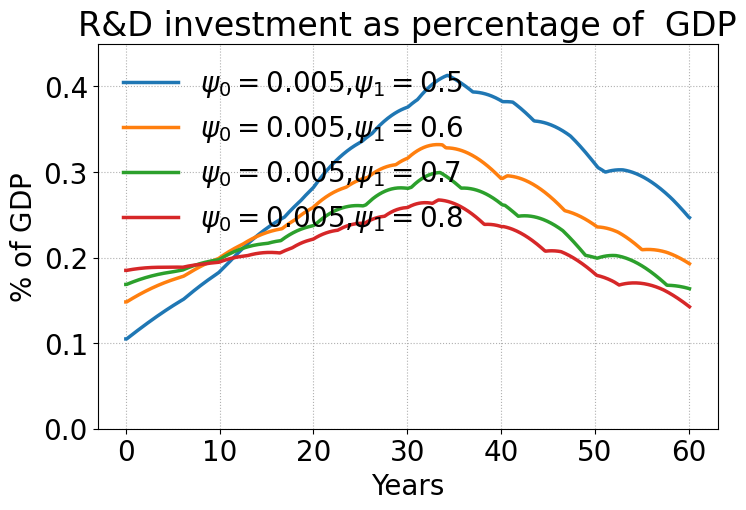 R&D investment as percentage of  GDP
ψ₀ = 0.005,ψ₁ = 0.5
ψ₀ = 0.005,ψ₁ = 0.6
ψ₀ = 0.005,ψ₁ = 0.7
ψ₀ = 0.005,ψ₁ = 0.8
% of GDP
0.4
0.3
0.2
0.1
0.0
0 10 20 30 40 50 60
Years